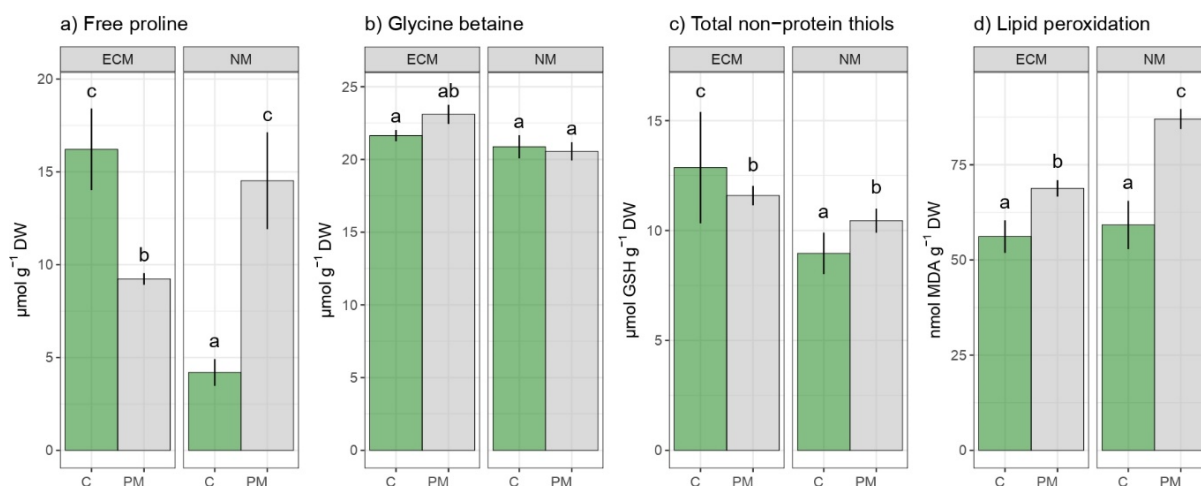 a) Free proline
ECM NM
μmol g−1 DW
20
15
10
5
0
c
b
a
c
C PM C PM
b) Glycine betaine
ECM NM
μmol g−1 DW
25
20
15
10
5
0
a
ab
a
a
C PM C PM
c) Total non−protein thiols
ECM NM
μmol GSH g−1 DW
15
10
5
0
c
b
a
b
C PM C PM
d) Lipid peroxidation
ECM NM
nmol MDA g−1 DW
75
50
25
0
a
b
a
c
C PM C PM